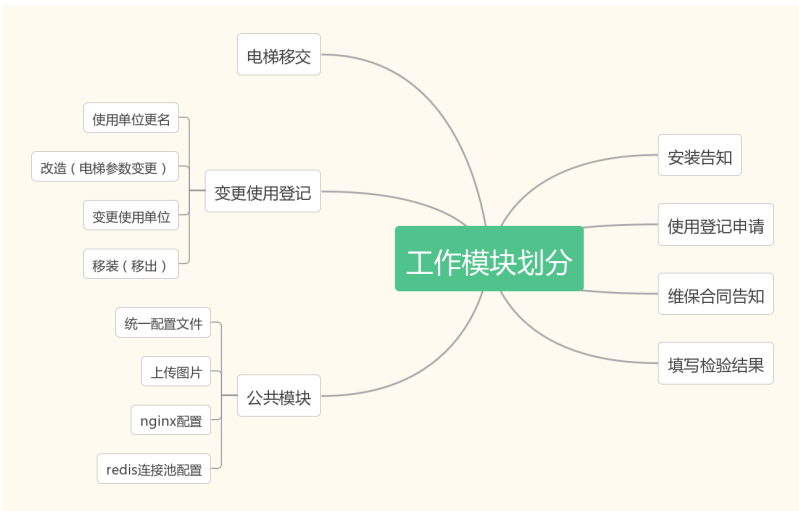 工作模块划分
安装告知
使用登记申请
维保合同告知
填写检验结果
电梯移交
变更使用登记
使用单位更名
改造（电梯参数变更）
变更使用单位
移装（移出）
公共模块
统一配置文件
上传图片
nginx配置
redis连接池配置